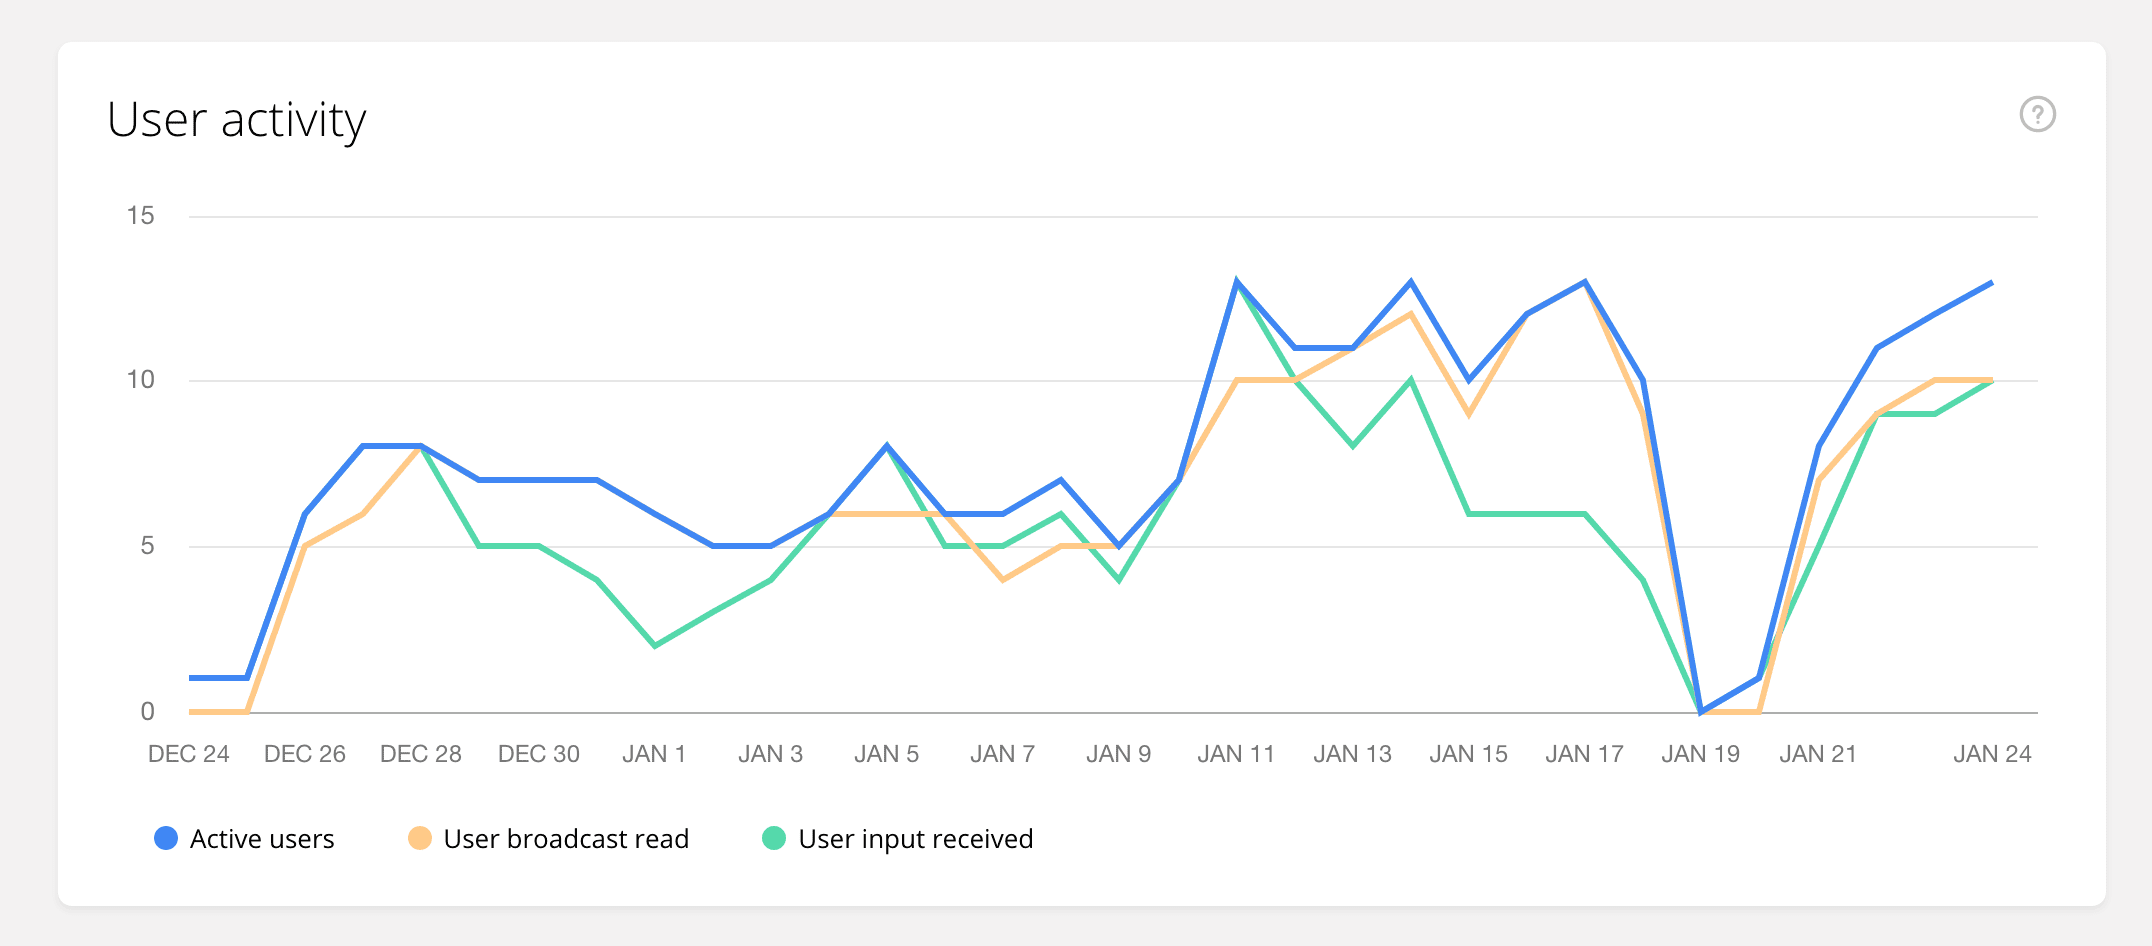 User activity
15
10
5
0
DEC 24 DEC 26 DEC 28 DEC 30 JAN 1 JAN 3 JAN 5 JAN 7 JAN 9 JAN 11 JAN 13 JAN 15 JAN 17 JAN 19 JAN 21 JAN 24
Active users User broadcast read User input received